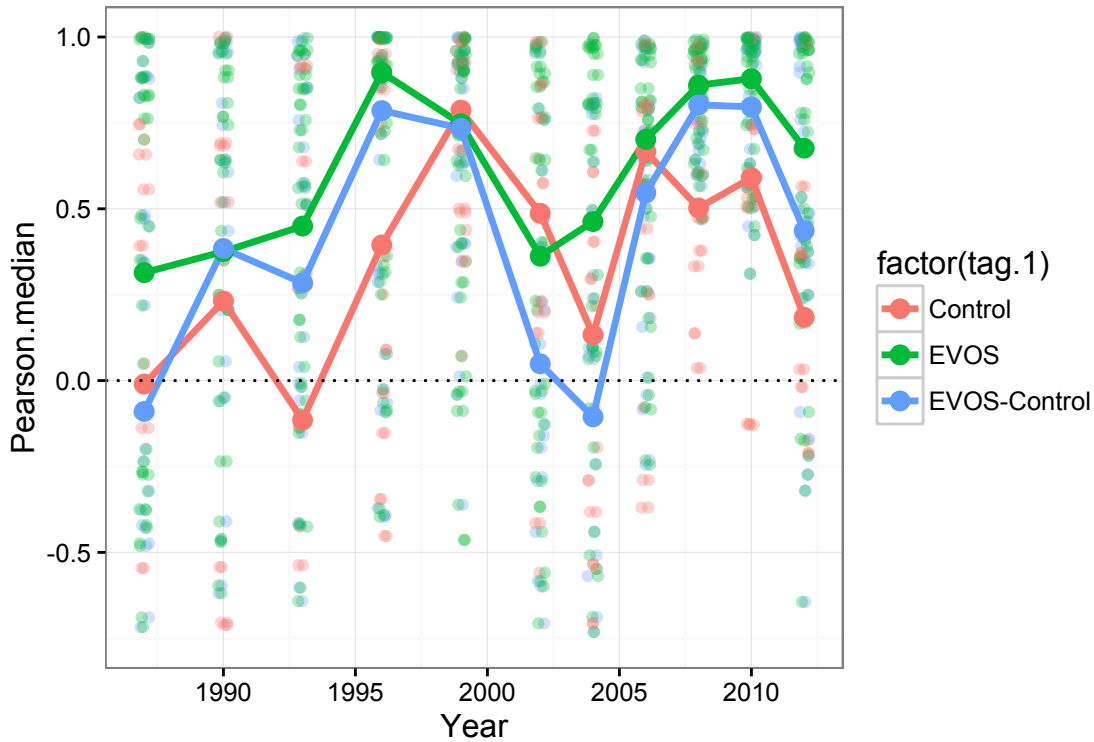 1.0
0.5
0.0
-0.5
Pearson.median
1990 1995 2000 2005 2010
Year
factor(tag.1)
Control
EVOS
EVOS-Control